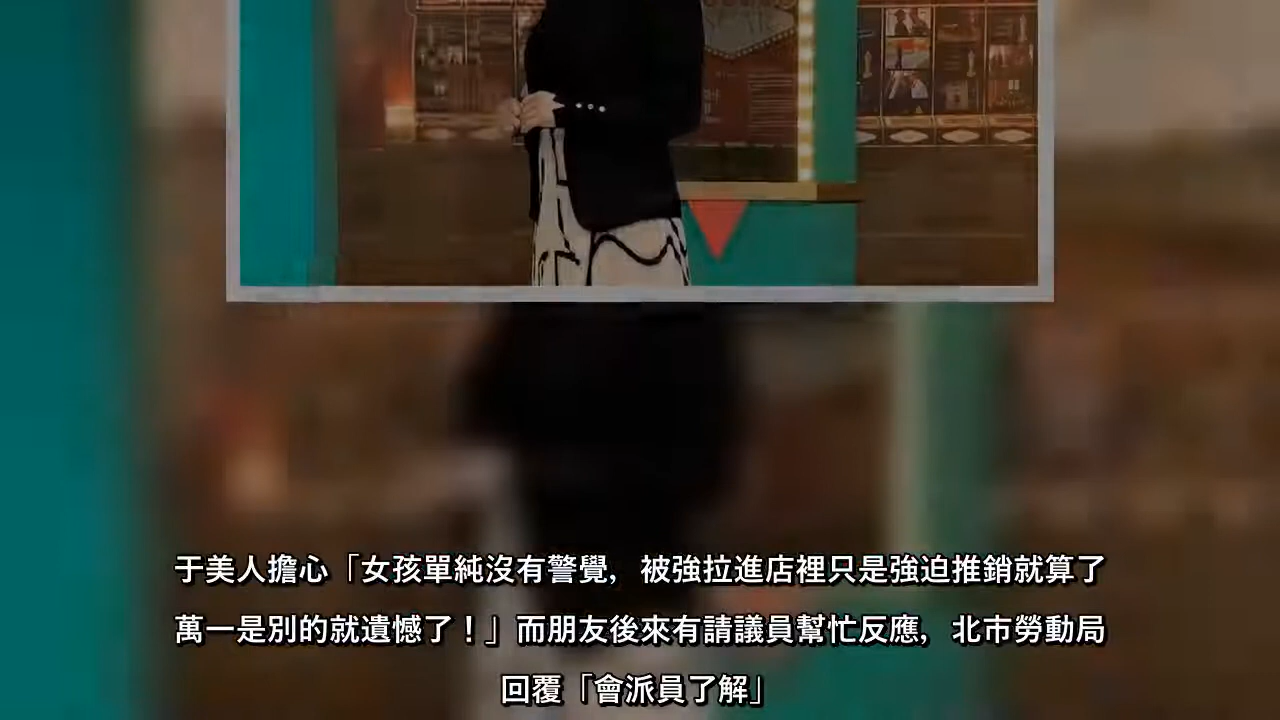 于美人擔心「女孩單純沒有警覺，被強拉進店裡只是強迫推銷就算了
萬一是別的就遺憾了！」而朋友後來有請議員幫忙反應，北市勞動局
回覆「會派員了解」